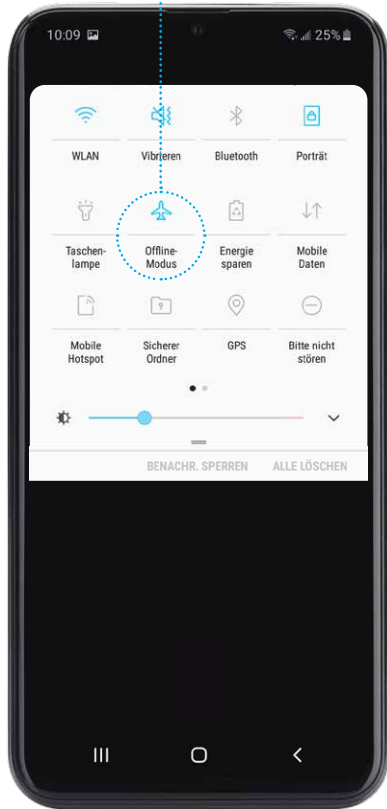 10:09 25%
WLAN Vibrieren Bluetooth Porträt
Taschen- Offline- Energie Mobile
lampe Modus sparen Daten
Mobile Sicherer GPS Bitte nicht
Hotspot Ordner stören
BENACHR. SPERREN ALLE LÖSCHEN